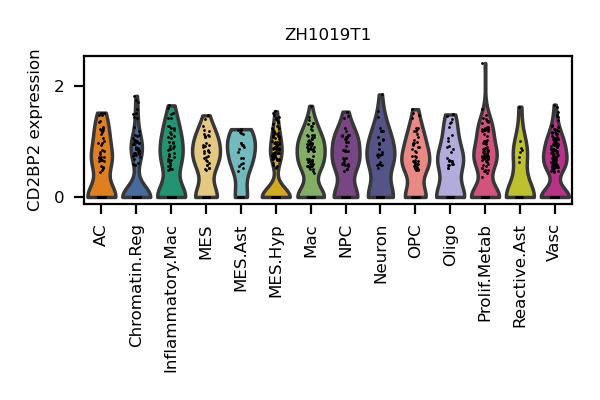 ZH1019T1
CD2BP2 expression
2
0
AC
Chromatin.Reg
Inflammatory.Mac
MES
MES.Ast
MES.Hyp
Mac
NPC
Neuron
OPC
Oligo
Prolif.Metab
Reactive.Ast
Vasc